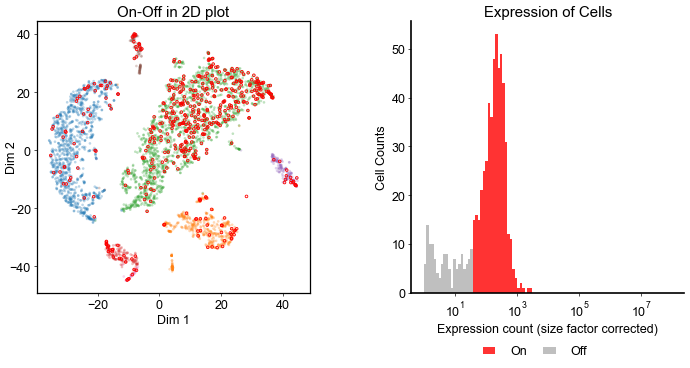 On-Off in 2D plot
40
20
0
−20
−40
Dim 2
−20
0
20
40
Dim 1
Expression of Cells
50
40
30
20
10
0
Cell Counts
10^1
10^3
10^5
10^7
Expression count (size factor corrected)
On
Off